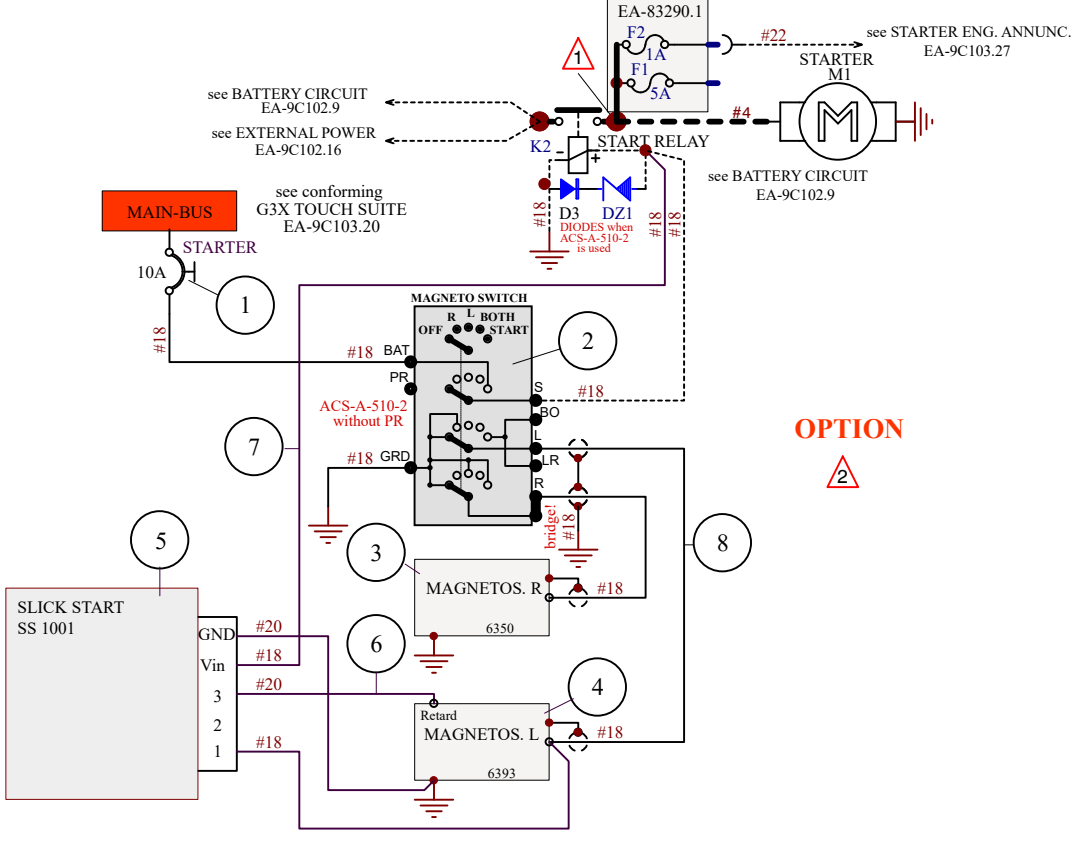 EA-83290.1
F2
1A
#22
see STARTER ENG. ANNUNC.
EA-9C103.27
F1
5A
STARTER
M1
1
see BATTERY CIRCUIT
EA-9C102.9
see EXTERNAL POWER
EA-9C102.16
#4
M
K2
START RELAY
-
+
see BATTERY CIRCUIT
EA-9C102.9
see conforming
G3X TOUCH SUITE
EA-9C103.20
MAIN-BUS
D3
DZ1
#18
#18
#18
DIODES when
ACS-A-510-2
is used
STARTER
10A
1
#18
MAGNETO SWITCH
R
L
BOTH
OFF
START
2
#18
BAT
PR
S
#18
ACS-A-510-2
without PR
BO
L
OPTION
2
7
#18
GRD
LR
R
bridge!
#18
8
5
3
MAGNETOS. R
#18
6350
SLICK START
SS 1001
GND
#20
6
Vin
#18
3
#20
4
2
Retard
MAGNETOS. L
#18
1
#18
6393